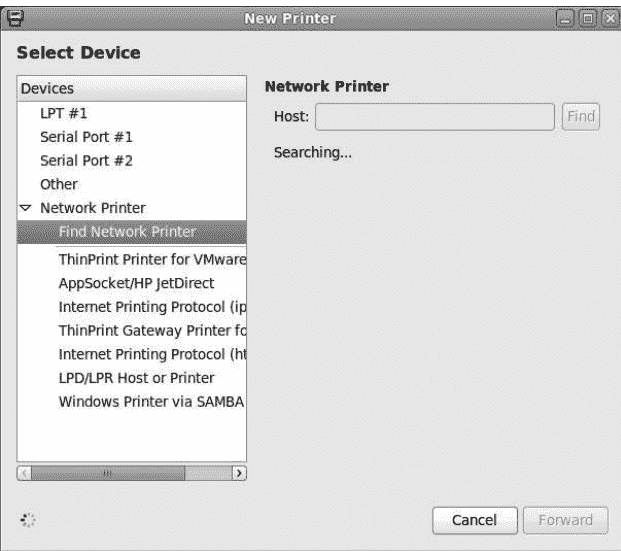 New Printer
Select Device
Devices
LPT #1
Serial Port #1
Serial Port #2
Other
Network Printer
Find Network Printer
ThinPrint Printer for VMware
AppSocket/HP JetDirect
Internet Printing Protocol (ip
ThinPrint Gateway Printer fo
Internet Printing Protocol (ht
LPD/LPR Host or Printer
Windows Printer via SAMBA
Network Printer
Host:
Find
Searching...
Cancel
Forward